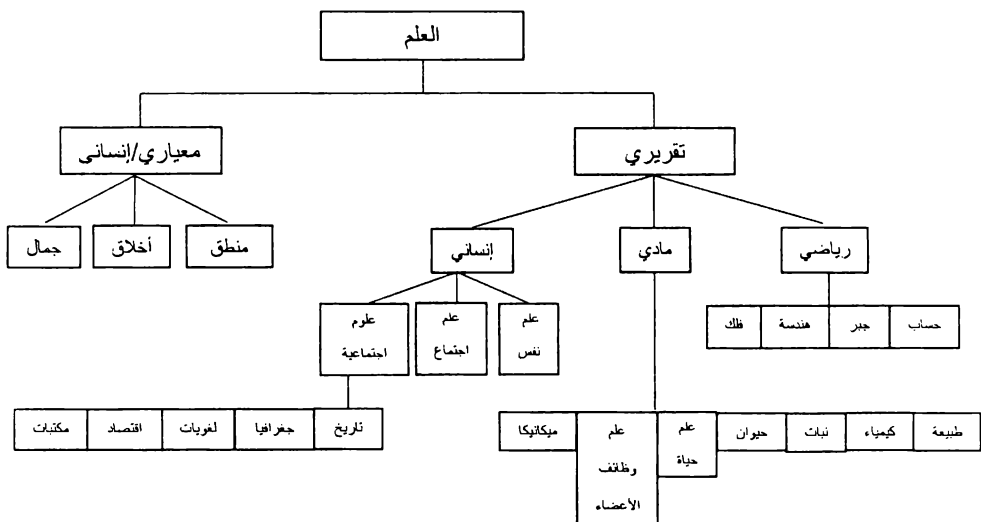 العلم
تقريري
معياري/إنسانى
رياضي
مادي
إنساني
منطق
أخلاق
جمال
حساب
جبر
هندسة
فلك
علم
نفس
علم
اجتماع
علوم
اجتماعية
طبيعة
كيمياء
نبات
حيوان
علم
حياة
علم
وظائف
الأعضاء
ميكانيكا
تاريخ
جغرافيا
لغويات
اقتصاد
مكتبات